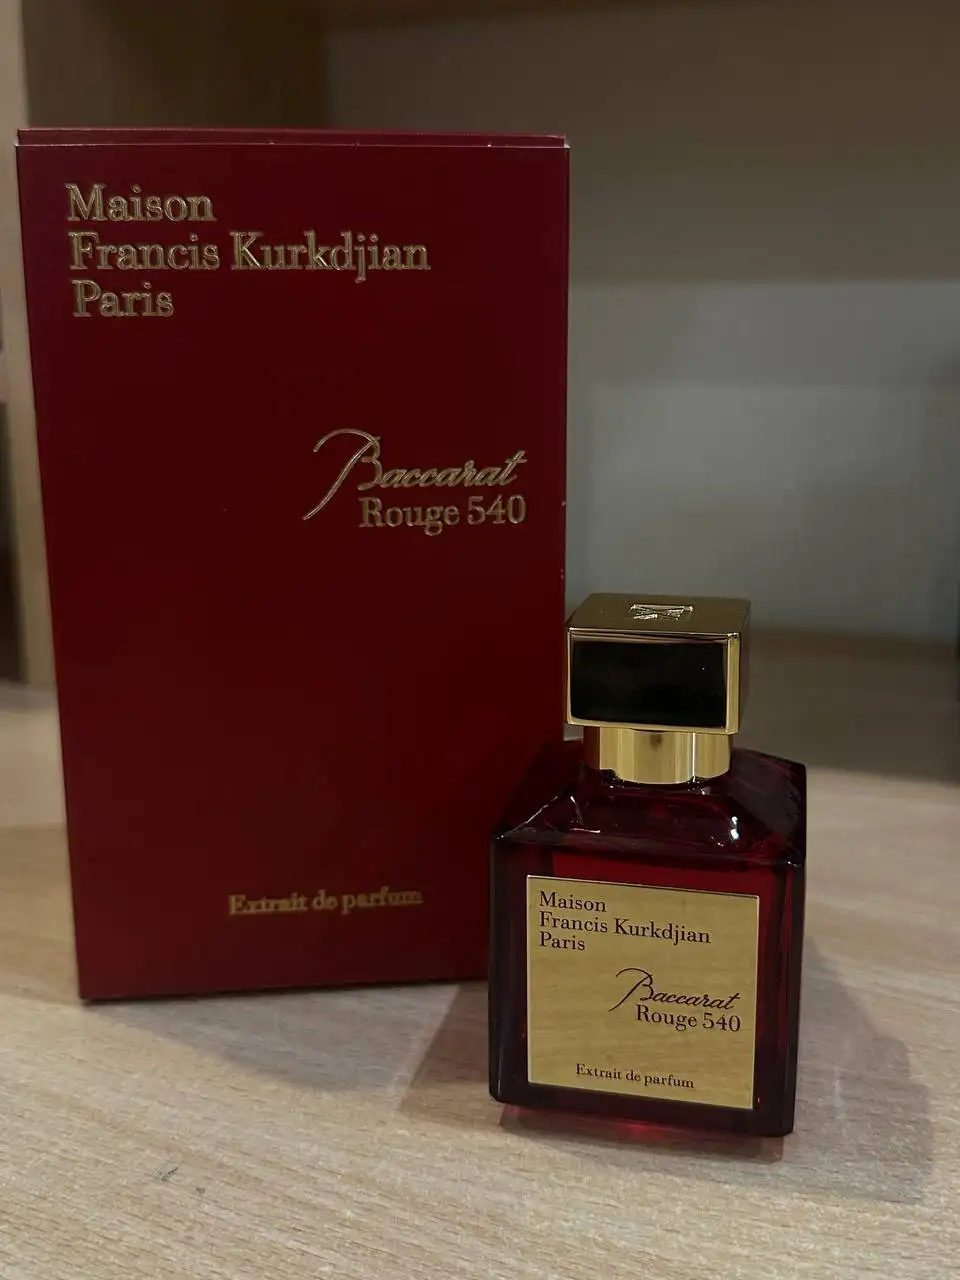 Maison
Francis Kurkdjian
Paris
Baccarat
Rouge 540
Extrait de parfum
Maison
Francis Kurkdjian
Paris
Baccarat
Rouge 540
Extrait de parfum